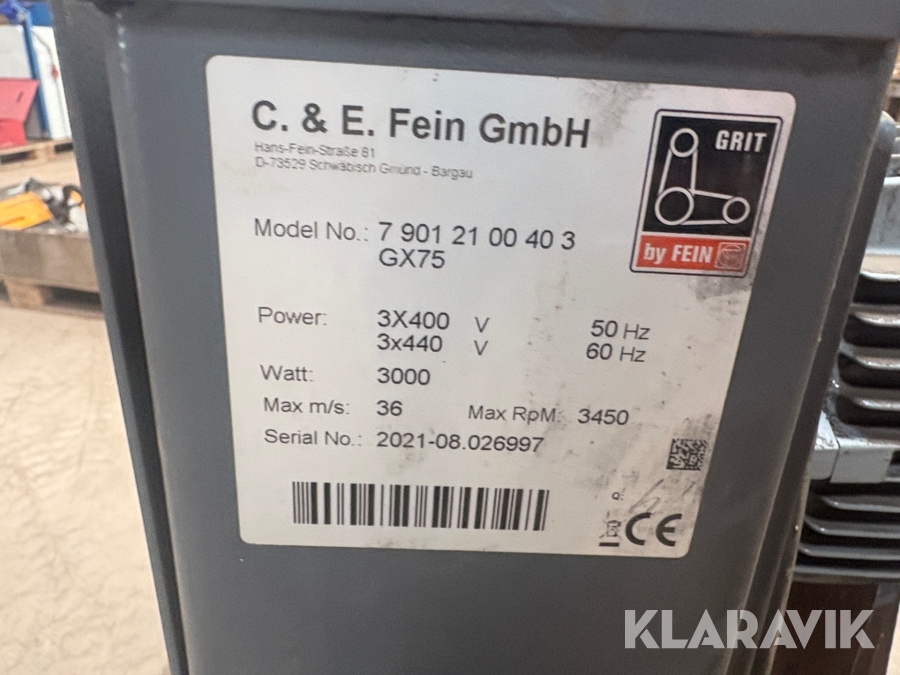 C. & E. Fein GmbH
Hans-Fein-Straße 81
D-73529 Schwäbisch Gmünd - Bargau
GRIT
by FEIN
Model No.: 7 901 21 00 40 3
GX75
Power: 3X400 V 50 Hz
3x440 V 60 Hz
Watt: 3000
Max m/s: 36 Max RpM: 3450
Serial No.: 2021-08.026997
Q:
CE
KLARAVIK